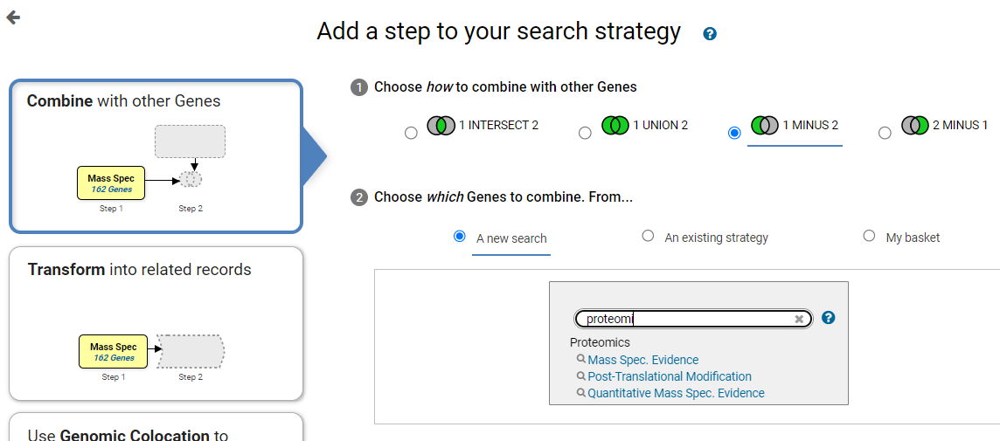 Add a step to your search strategy ?
Combine with other Genes
Mass Spec
162 Genes
Step 1
Step 2
Transform into related records
Mass Spec
162 Genes
Step 1
Step 2
Use Genomic Colocation to
1 Choose how to combine with other Genes
1 INTERSECT 2
1 UNION 2
1 MINUS 2
2 MINUS 1
2 Choose which Genes to combine. From...
A new search
An existing strategy
My basket
proteomi
?
Proteomics
Mass Spec. Evidence
Post-Translational Modification
Quantitative Mass Spec. Evidence